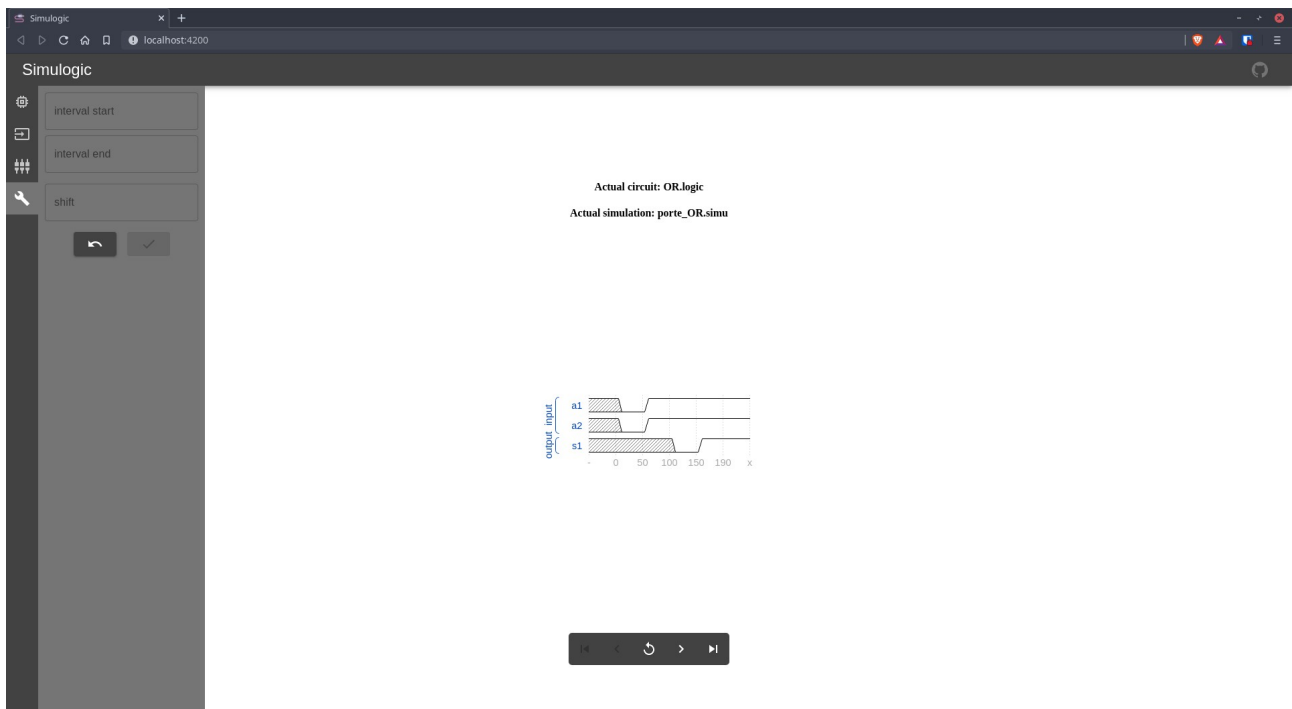 Simulogic
localhost:4200
Simulogic
interval start
interval end
shift
Actual circuit: OR.logic
Actual simulation: porte_OR.simu
input
a1
a2
output
s1
- 0 50 100 150 190 x